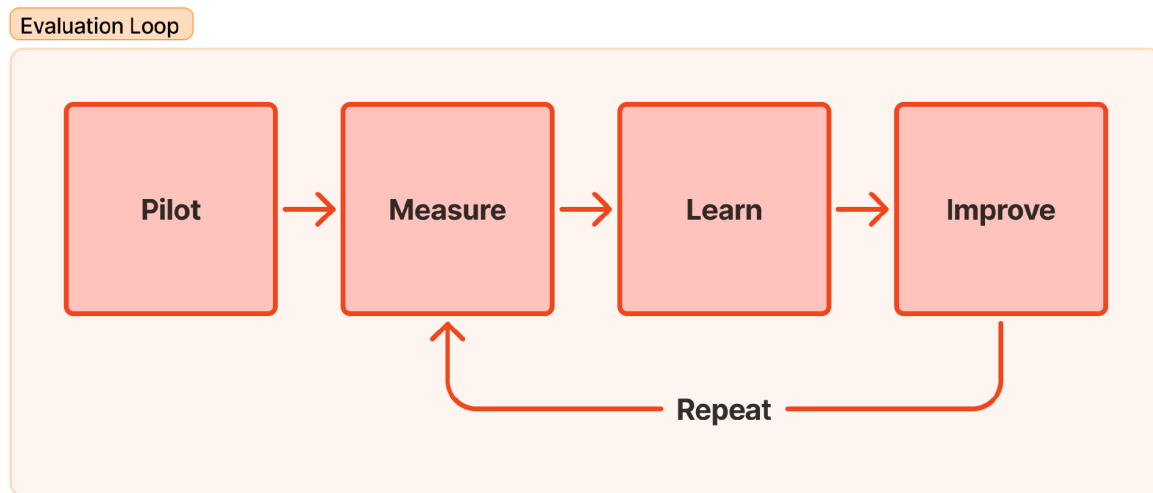 Evaluation Loop
Pilot
Measure
Learn
Improve
Repeat